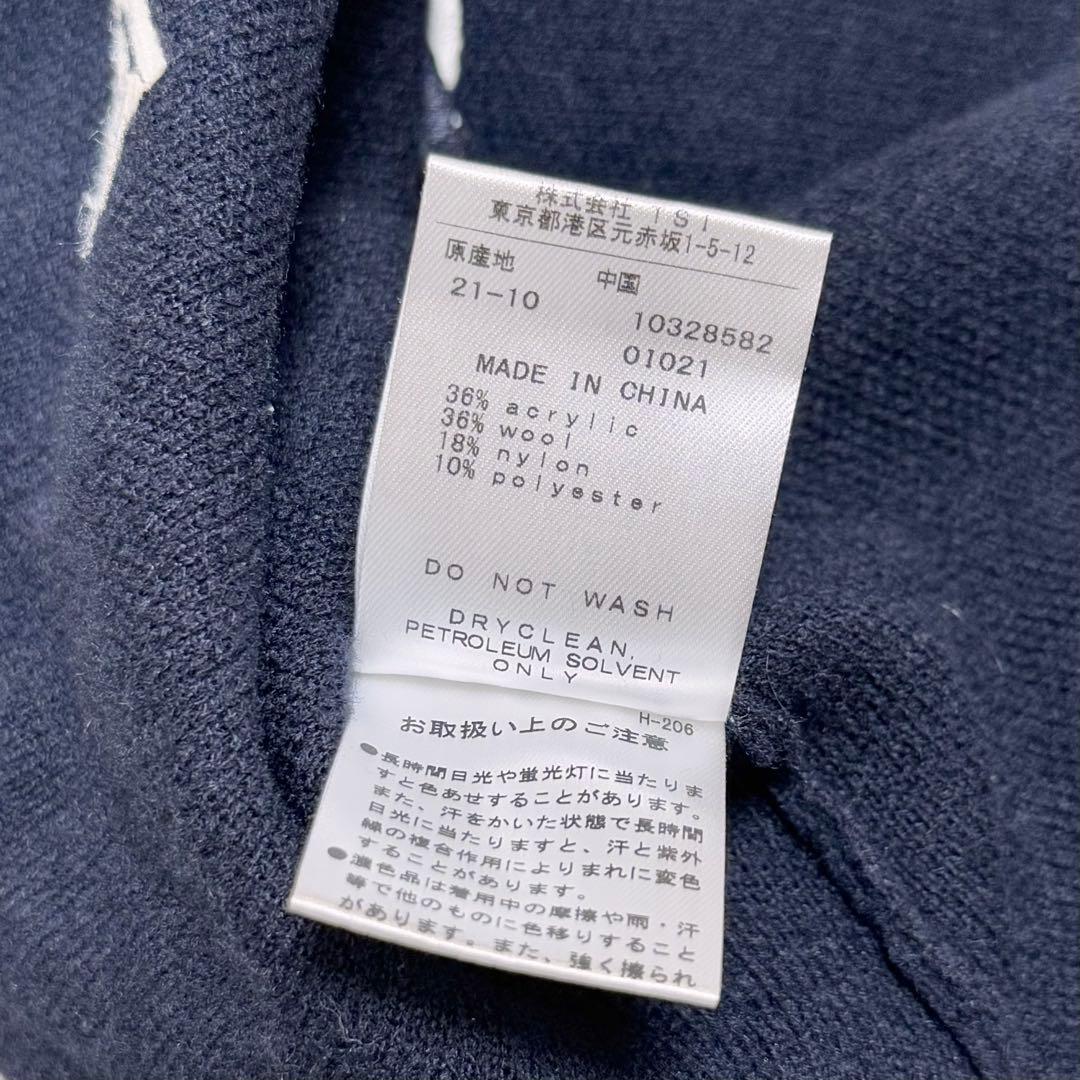 株式会社 ISI
東京都港区元赤坂1-5-12
原産地 中国
21-10 10328582
01021
MADE IN CHINA
36% acrylic
36% wool
18% nylon
10% polyester
DO NOT WASH
DRYCLEAN,
PETROLEUM SOLVENT
ONLY
H-206
お取扱い上のご注意
●長時間日光や蛍光灯に当たりま
すと色あせすることがあります。
また、汗をかいた状態で長時間
日光に当たりますと、汗と紫外
線の複合作用によりまれに変色
することがあります。
●濃色品は着用中の摩擦や雨・汗
等で他のものに色移りすること
があります。また、強く擦られ